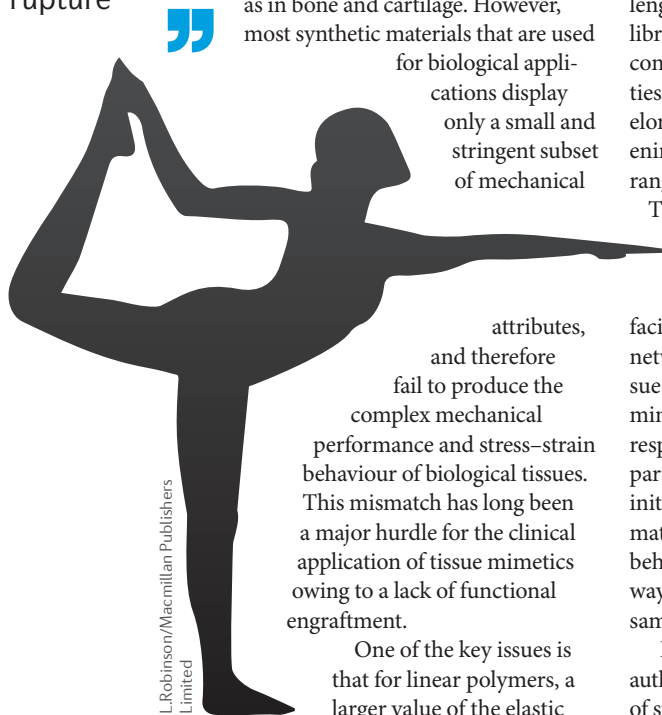 rupture
”
as in bone and cartilage. However,
most synthetic materials that are used
for biological appli-
cations display
only a small and
stringent subset
of mechanical
attributes,
and therefore
fail to produce the
complex mechanical
performance and stress–strain
behaviour of biological tissues.
This mismatch has long been
a major hurdle for the clinical
application of tissue mimetics
owing to a lack of functional
engraftment.
One of the key issues is
that for linear polymers, a
larger value of the elastic
L.Robinson/Macmillan Publishers
Limited